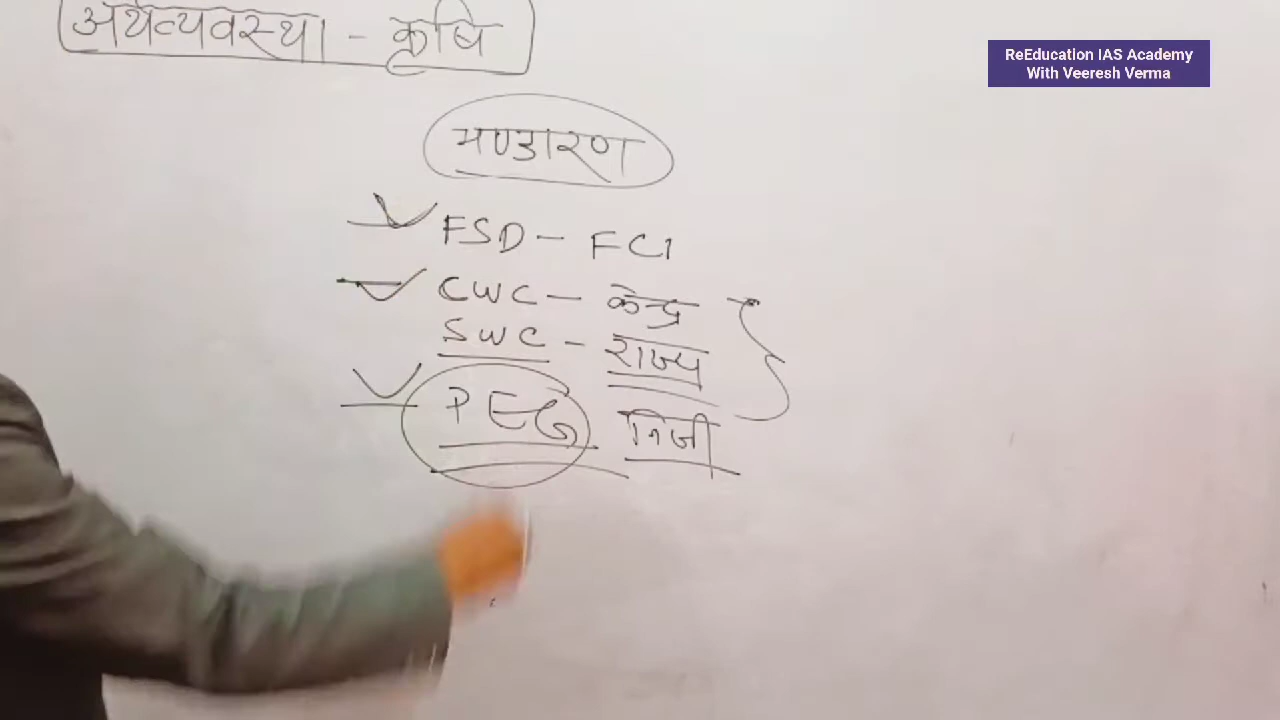 अर्थव्यवस्था - कृषि
ReEducation IAS Academy
With Veeresh Verma
भण्डारण
FSD - FCI
CWC - केन्द्र
SWC - राज्य
PEG निजी